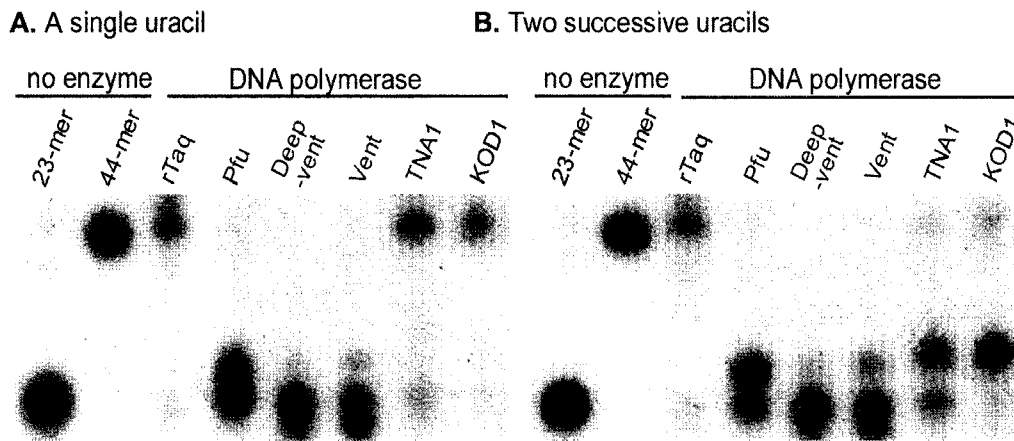 A. A single uracil
no enzyme
DNA polymerase
23-mer
44-mer
rTaq
Pfu
Deep
-vent
Vent
TNA1
KOD1
B. Two successive uracils
no enzyme
DNA polymerase
23-mer
44-mer
rTaq
Pfu
Deep
-vent
Vent
TNA1
KOD1